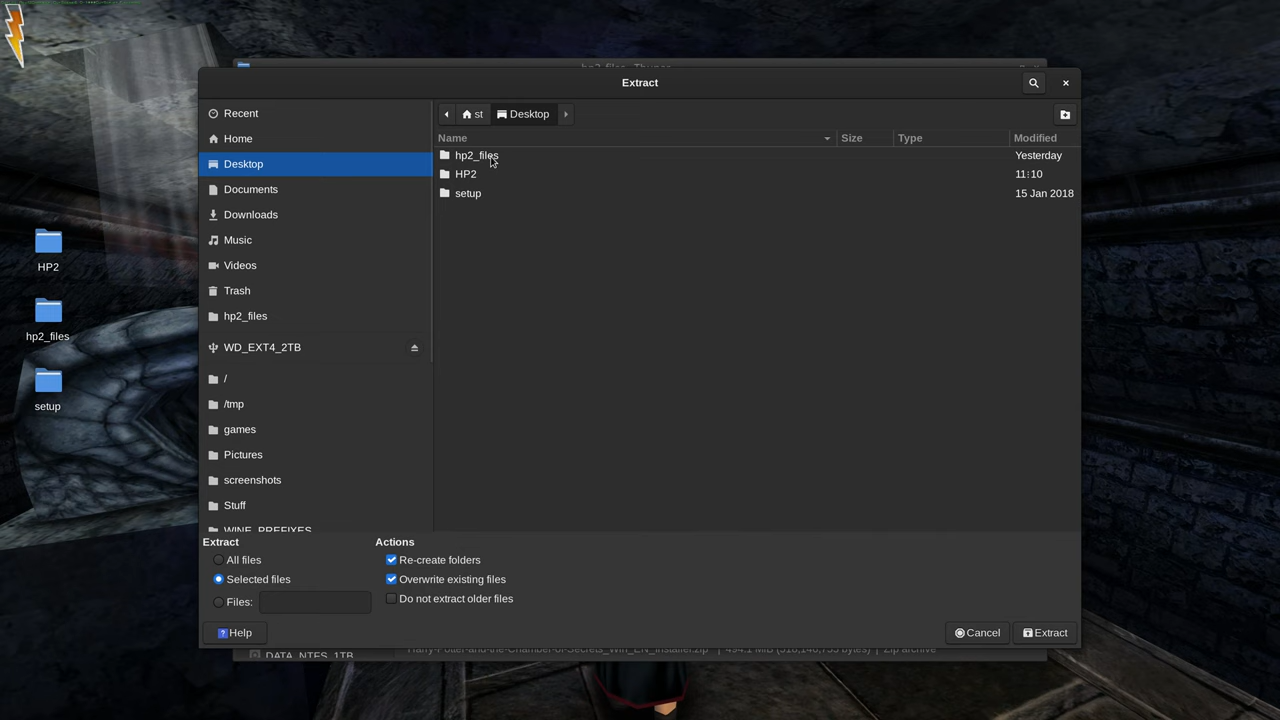 Extract
Recent
Home
Desktop
Documents
Downloads
Music
Videos
Trash
hp2_files
WD_EXT4_2TB
/
/tmp
games
Pictures
screenshots
Stuff
WINE_PREFIXES
st
Desktop
Name
Size
Type
Modified
hp2_files
Yesterday
HP2
11:10
setup
15 Jan 2018
HP2
hp2_files
setup
Extract
All files
Selected files
Files:
Actions
Re-create folders
Overwrite existing files
Do not extract older files
Help
Cancel
Extract
DATA_NTFS_1TB